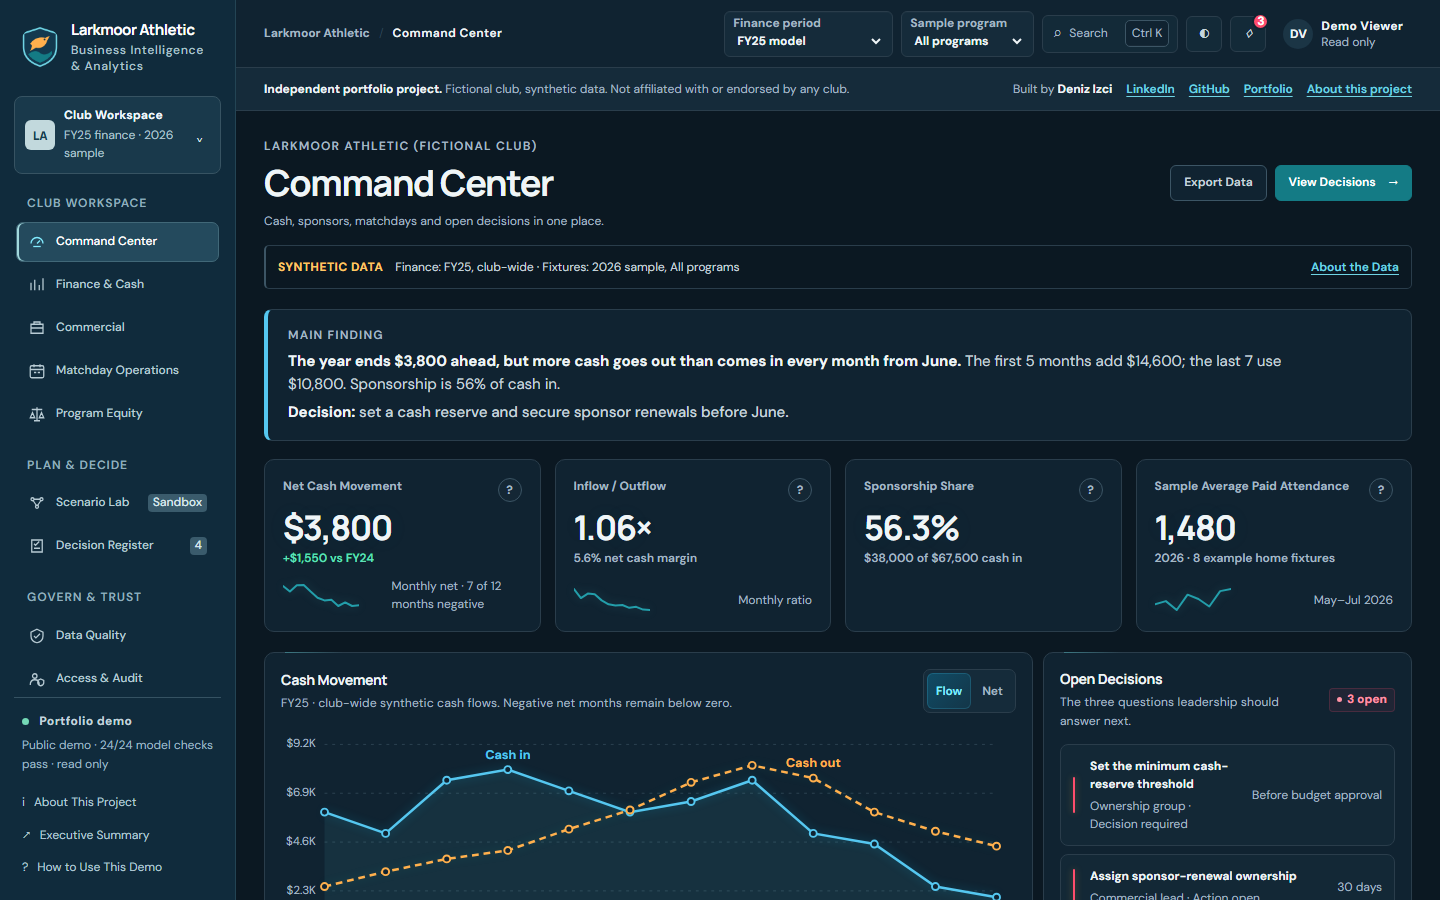 Larkmoor Athletic
Business Intelligence
& Analytics
LA
Club Workspace
FY25 finance · 2026
sample
CLUB WORKSPACE
Command Center
Finance & Cash
Commercial
Matchday Operations
Program Equity
PLAN & DECIDE
Scenario Lab Sandbox
Decision Register 4
GOVERN & TRUST
Data Quality
Access & Audit
Portfolio demo
Public demo · 24/24 model checks
pass · read only
i About This Project
↗ Executive Summary
? How to Use This Demo
Larkmoor Athletic / Command Center
Finance period
FY25 model
Sample program
All programs
Search Ctrl K
3
DV
Demo Viewer
Read only
Independent portfolio project. Fictional club, synthetic data. Not affiliated with or endorsed by any club.
Built by Deniz Izci LinkedIn GitHub Portfolio About this project
LARKMOOR ATHLETIC (FICTIONAL CLUB)
Command Center
Cash, sponsors, matchdays and open decisions in one place.
Export Data
View Decisions →
SYNTHETIC DATA Finance: FY25, club-wide · Fixtures: 2026 sample, All programs
About the Data
MAIN FINDING
The year ends $3,800 ahead, but more cash goes out than comes in every month from June. The first 5 months add $14,600; the last 7 use
$10,800. Sponsorship is 56% of cash in.
Decision: set a cash reserve and secure sponsor renewals before June.
Net Cash Movement ?
$3,800
+$1,550 vs FY24
Monthly net · 7 of 12
months negative
Inflow / Outflow ?
1.06×
5.6% net cash margin
Monthly ratio
Sponsorship Share ?
56.3%
$38,000 of $67,500 cash in
Sample Average Paid Attendance ?
1,480
2026 · 8 example home fixtures
May–Jul 2026
Cash Movement
FY25 · club-wide synthetic cash flows. Negative net months remain below zero.
Flow Net
$9.2K
$6.9K
$4.6K
$2.3K
Cash in
Cash out
Open Decisions
The three questions leadership should
answer next.
3 open
Set the minimum cash-
reserve threshold
Ownership group ·
Decision required
Before budget approval
Assign sponsor-renewal ownership
Commercial lead · Action open
30 days